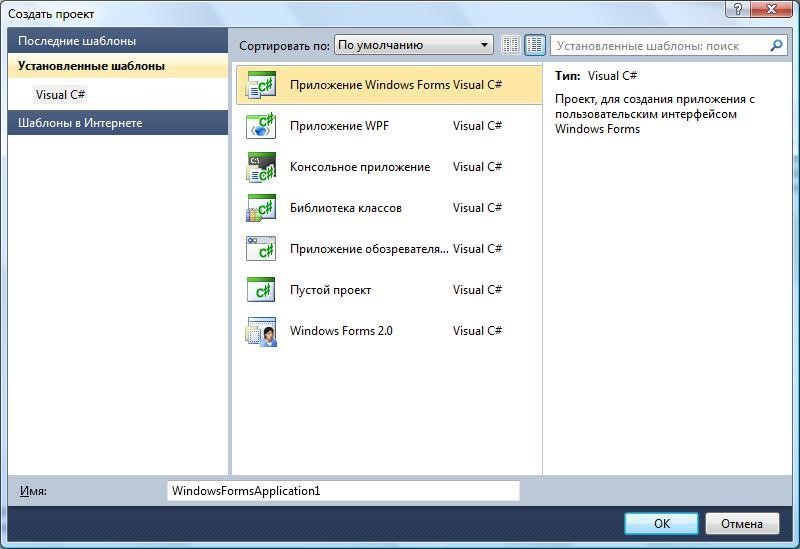 Создать проект
Последние шаблоны
Установленные шаблоны
Visual C#
Шаблоны в Интернете
Сортировать по: По умолчанию
Установленные шаблоны: поиск
Приложение Windows Forms Visual C#
Приложение WPF Visual C#
Консольное приложение Visual C#
Библиотека классов Visual C#
Приложение обозревателя... Visual C#
Пустой проект Visual C#
Windows Forms 2.0 Visual C#
Тип: Visual C#
Проект, для создания приложения с
пользовательским интерфейсом
Windows Forms
Имя: WindowsFormsApplication1
OK Отмена